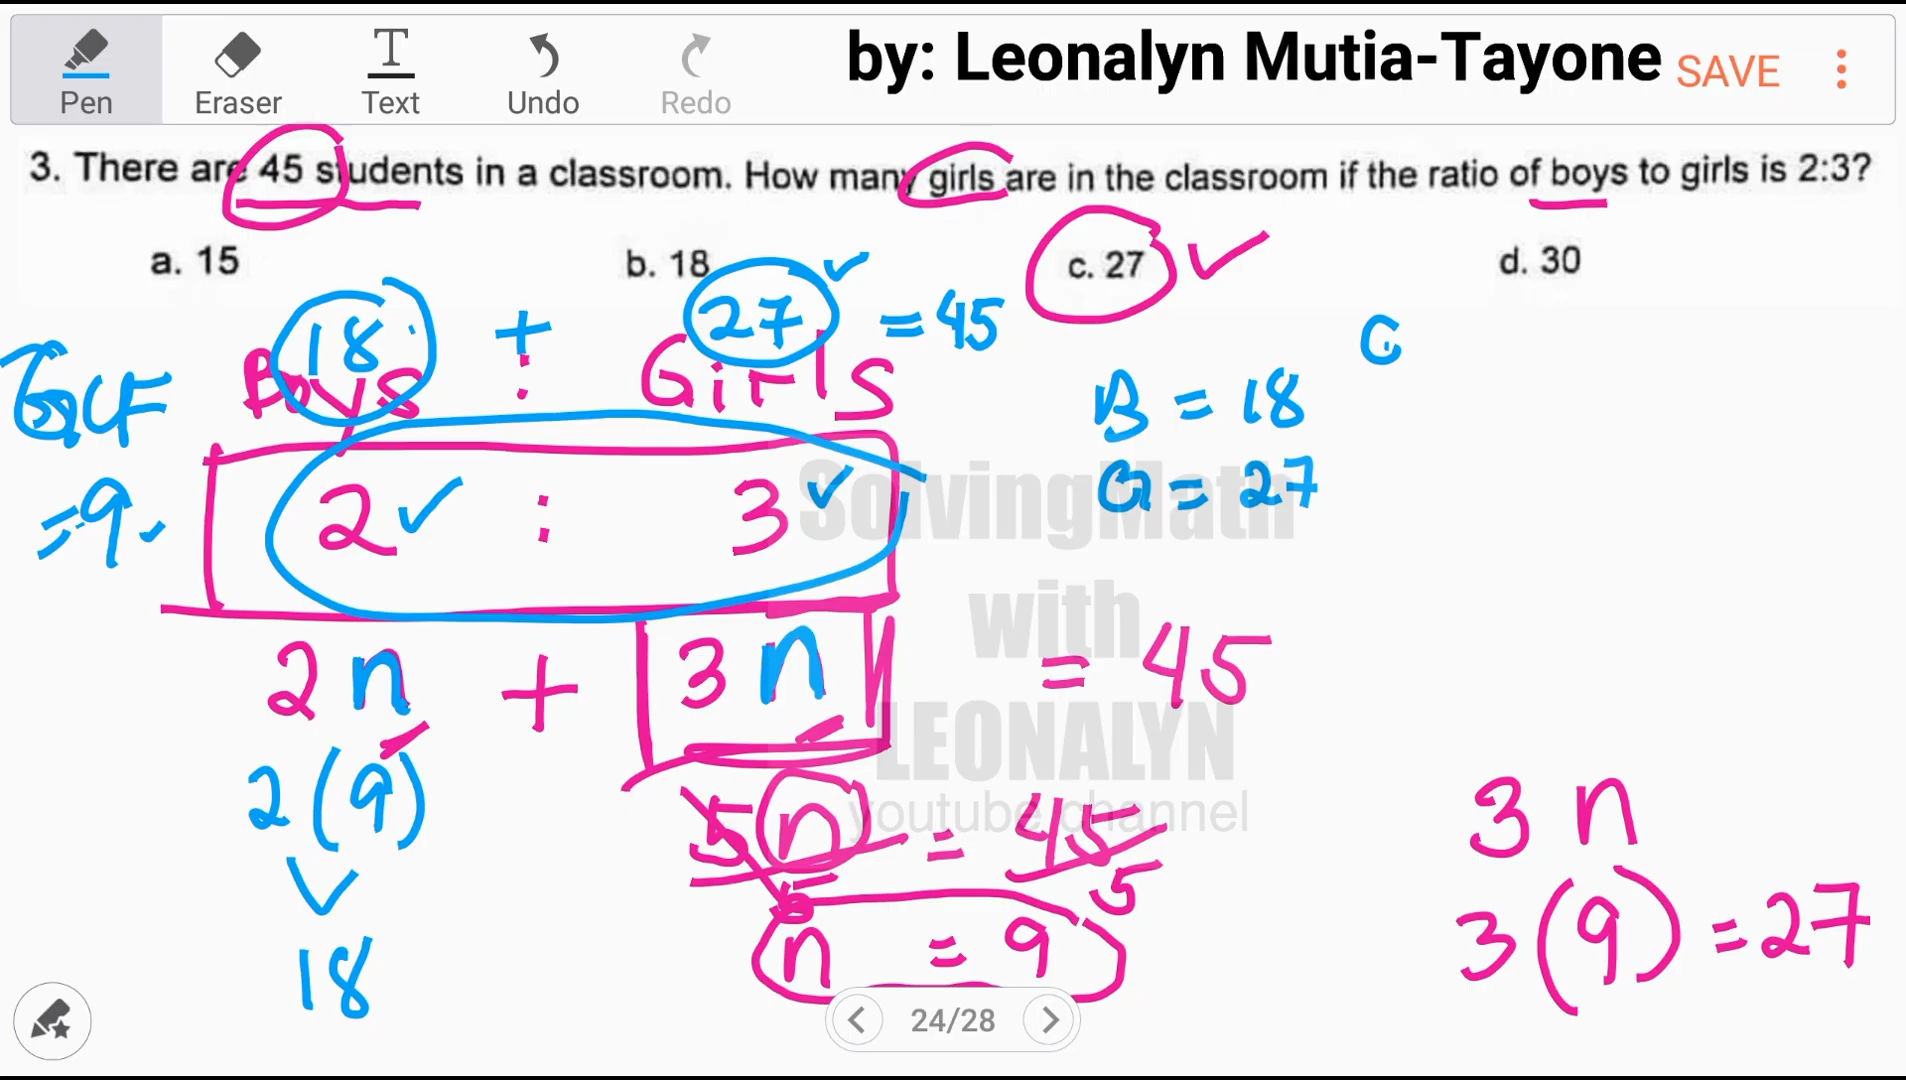 by: Leonalyn Mutia-Tayone
SAVE
Pen
Eraser
Text
Undo
Redo
3. There are 45 students in a classroom. How many girls are in the classroom if the ratio of boys to girls is 2:3?
a. 15
b. 18
c. 27
d. 30
18 + 27 = 45
GCF
= 9
Boys : Girls
B = 18
G = 27
G
2 : 3
SolvingMath
with
LEONALYN
youtube channel
2n + 3n = 45
2(9)
18
5n = 45
5 5
n = 9
3n
3(9) = 27
24/28